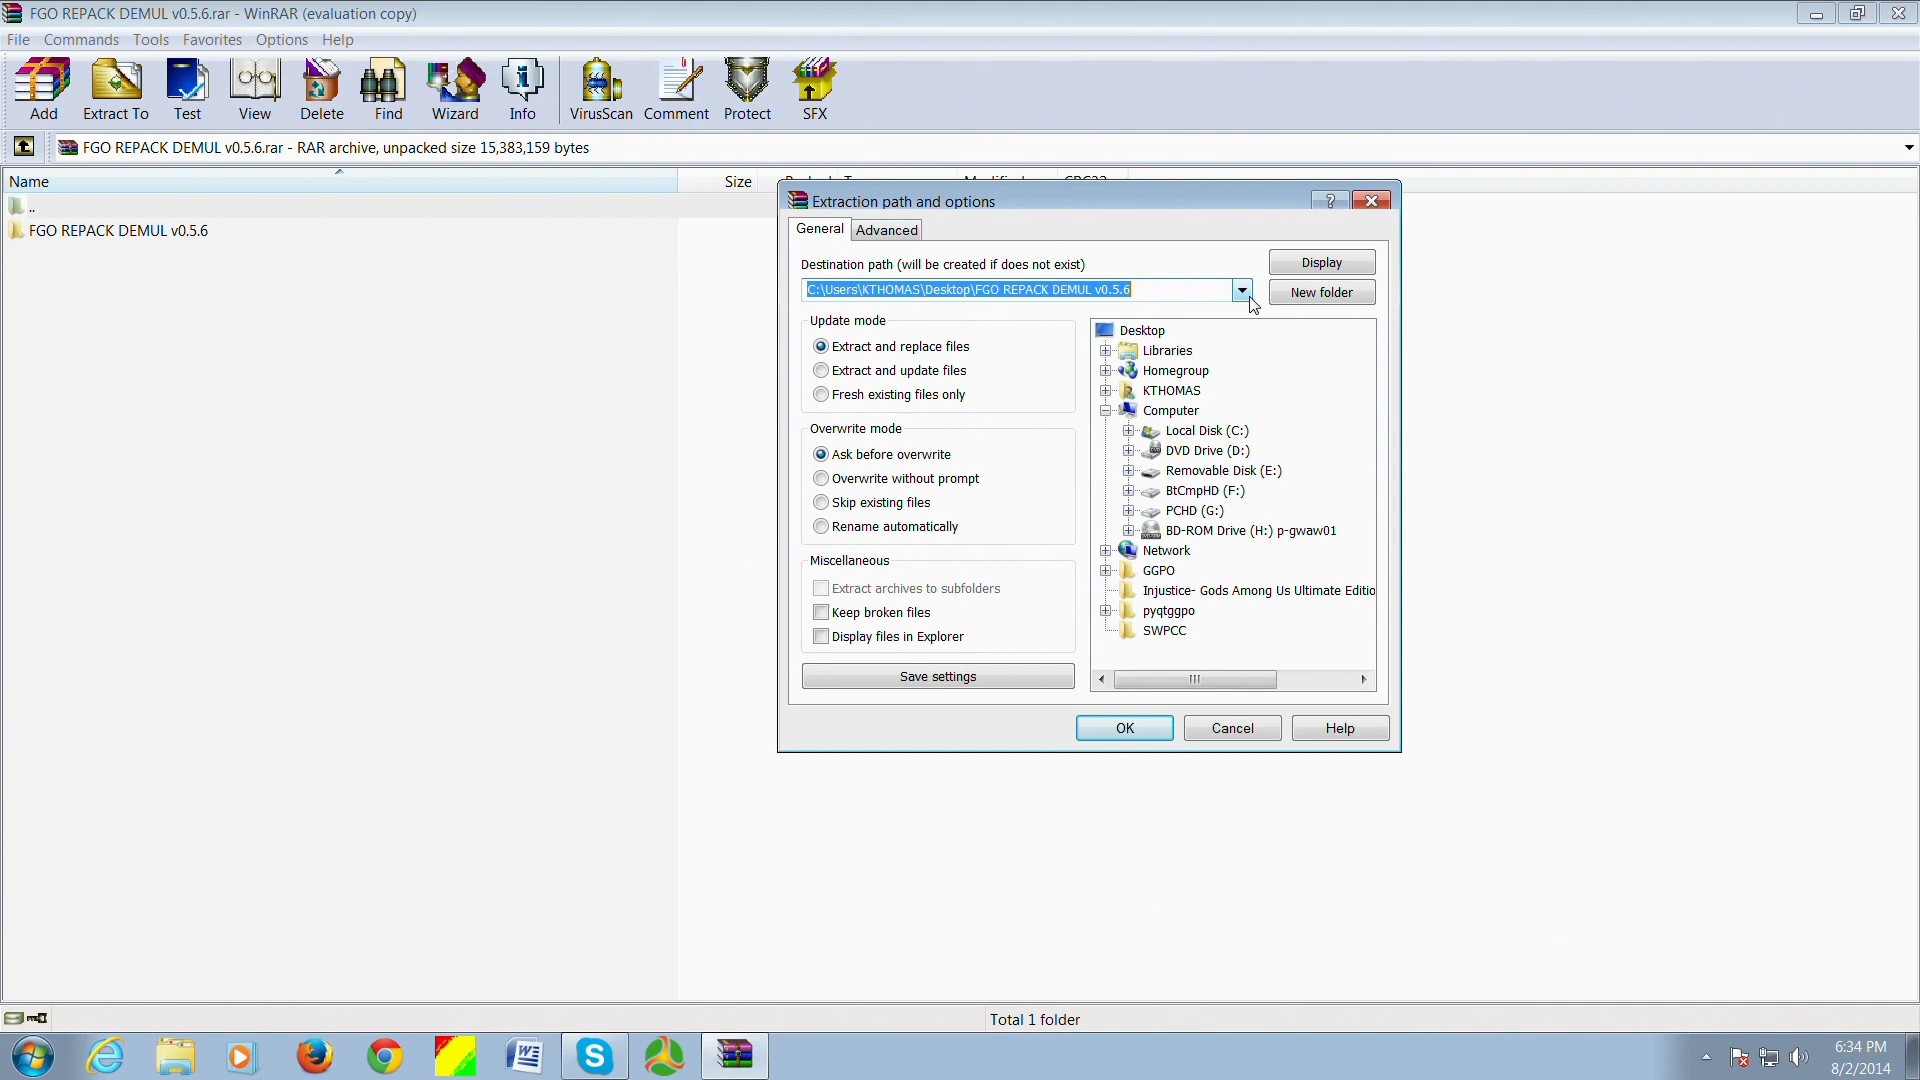 FGO REPACK DEMUL v0.5.6.rar - WinRAR (evaluation copy)
File Commands Tools Favorites Options Help
Add Extract To Test View Delete Find Wizard Info VirusScan Comment Protect SFX
FGO REPACK DEMUL v0.5.6.rar - RAR archive, unpacked size 15,383,159 bytes
Name Size
..
FGO REPACK DEMUL v0.5.6
Extraction path and options
General Advanced
Destination path (will be created if does not exist)
C:\Users\KTHOMAS\Desktop\FGO REPACK DEMUL v0.5.6
Display
New folder
Update mode
Extract and replace files
Extract and update files
Fresh existing files only
Overwrite mode
Ask before overwrite
Overwrite without prompt
Skip existing files
Rename automatically
Miscellaneous
Extract archives to subfolders
Keep broken files
Display files in Explorer
Save settings
Desktop
Libraries
Homegroup
KTHOMAS
Computer
Local Disk (C:)
DVD Drive (D:)
Removable Disk (E:)
BtCmpHD (F:)
PCHD (G:)
BD-ROM Drive (H:) p-gwaw01
Network
GGPO
Injustice- Gods Among Us Ultimate Editio
pyqtggpo
SWPCC
OK Cancel Help
Total 1 folder
6:34 PM
8/2/2014